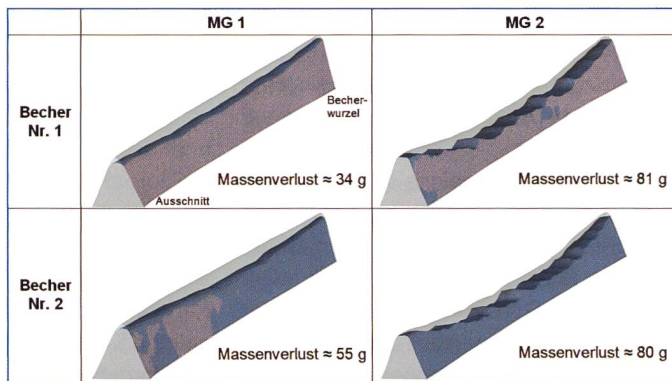 MG 1
MG 2
Becher
Nr. 1
Becher-
wurzel
Massenverlust ≈ 34 g
Ausschnitt
Massenverlust ≈ 81 g
Becher
Nr. 2
Massenverlust ≈ 55 g
Massenverlust ≈ 80 g